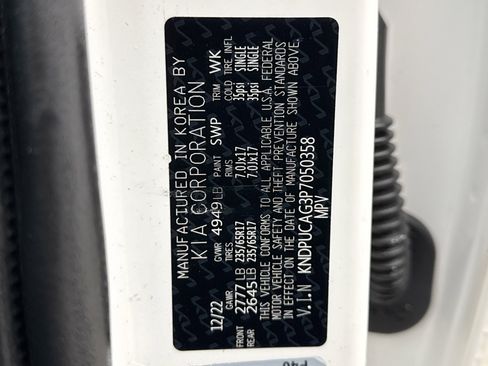 MANUFACTURED IN KOREA BY
KIA CORPORATION
GVWR 4949LB PAINT SWP TRIM WK
12/22 GAWR TIRES RIMS COLD TIRE INFL
FRONT 2777LB 235/65R17 7.0Jx17 35psi SINGLE
REAR 2645LB 235/65R17 7.0Jx17 35psi SINGLE
THIS VEHICLE CONFORMS TO ALL APPLICABLE U.S.A. FEDERAL
MOTOR VEHICLE SAFETY AND THEFT PREVENTION STANDARDS
IN EFFECT ON THE DATE OF MANUFACTURE SHOWN ABOVE.
V.I.N KNDPUCAG3P7050358
MPV